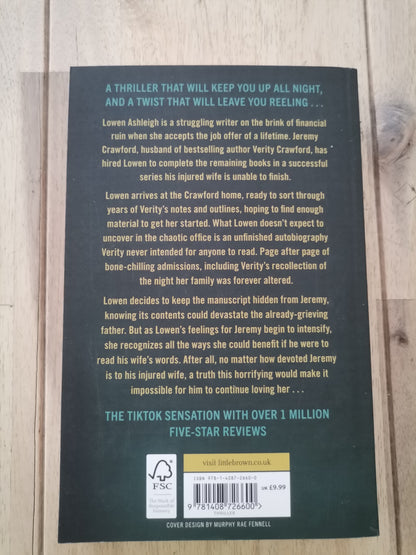 A THRILLER THAT WILL KEEP YOU UP ALL NIGHT,
AND A TWIST THAT WILL LEAVE YOU REELING . . .
Lowen Ashleigh is a struggling writer on the brink of financial
ruin when she accepts the job offer of a lifetime. Jeremy
Crawford, husband of bestselling author Verity Crawford, has
hired Lowen to complete the remaining books in a successful
series his injured wife is unable to finish.
Lowen arrives at the Crawford home, ready to sort through
years of Verity's notes and outlines, hoping to find enough
material to get her started. What Lowen doesn't expect to
uncover in the chaotic office is an unfinished autobiography
Verity never intended for anyone to read. Page after page of
bone-chilling admissions, including Verity's recollection of
the night her family was forever altered.
Lowen decides to keep the manuscript hidden from Jeremy,
knowing its contents could devastate the already-grieving
father. But as Lowen's feelings for Jeremy begin to intensify,
she recognizes all the ways she could benefit if he were to
read his wife's words. After all, no matter how devoted Jeremy
is to his injured wife, a truth this horrifying would make it
impossible for him to continue loving her . . .
THE TIKTOK SENSATION WITH OVER 1 MILLION
FIVE-STAR REVIEWS
visit littlebrown.co.uk
ISBN 978-1-4087-2660-0
UK £9.99
9 781408 726600 >
THRILLER
FSC
COVER DESIGN BY MURPHY RAE FENNELL